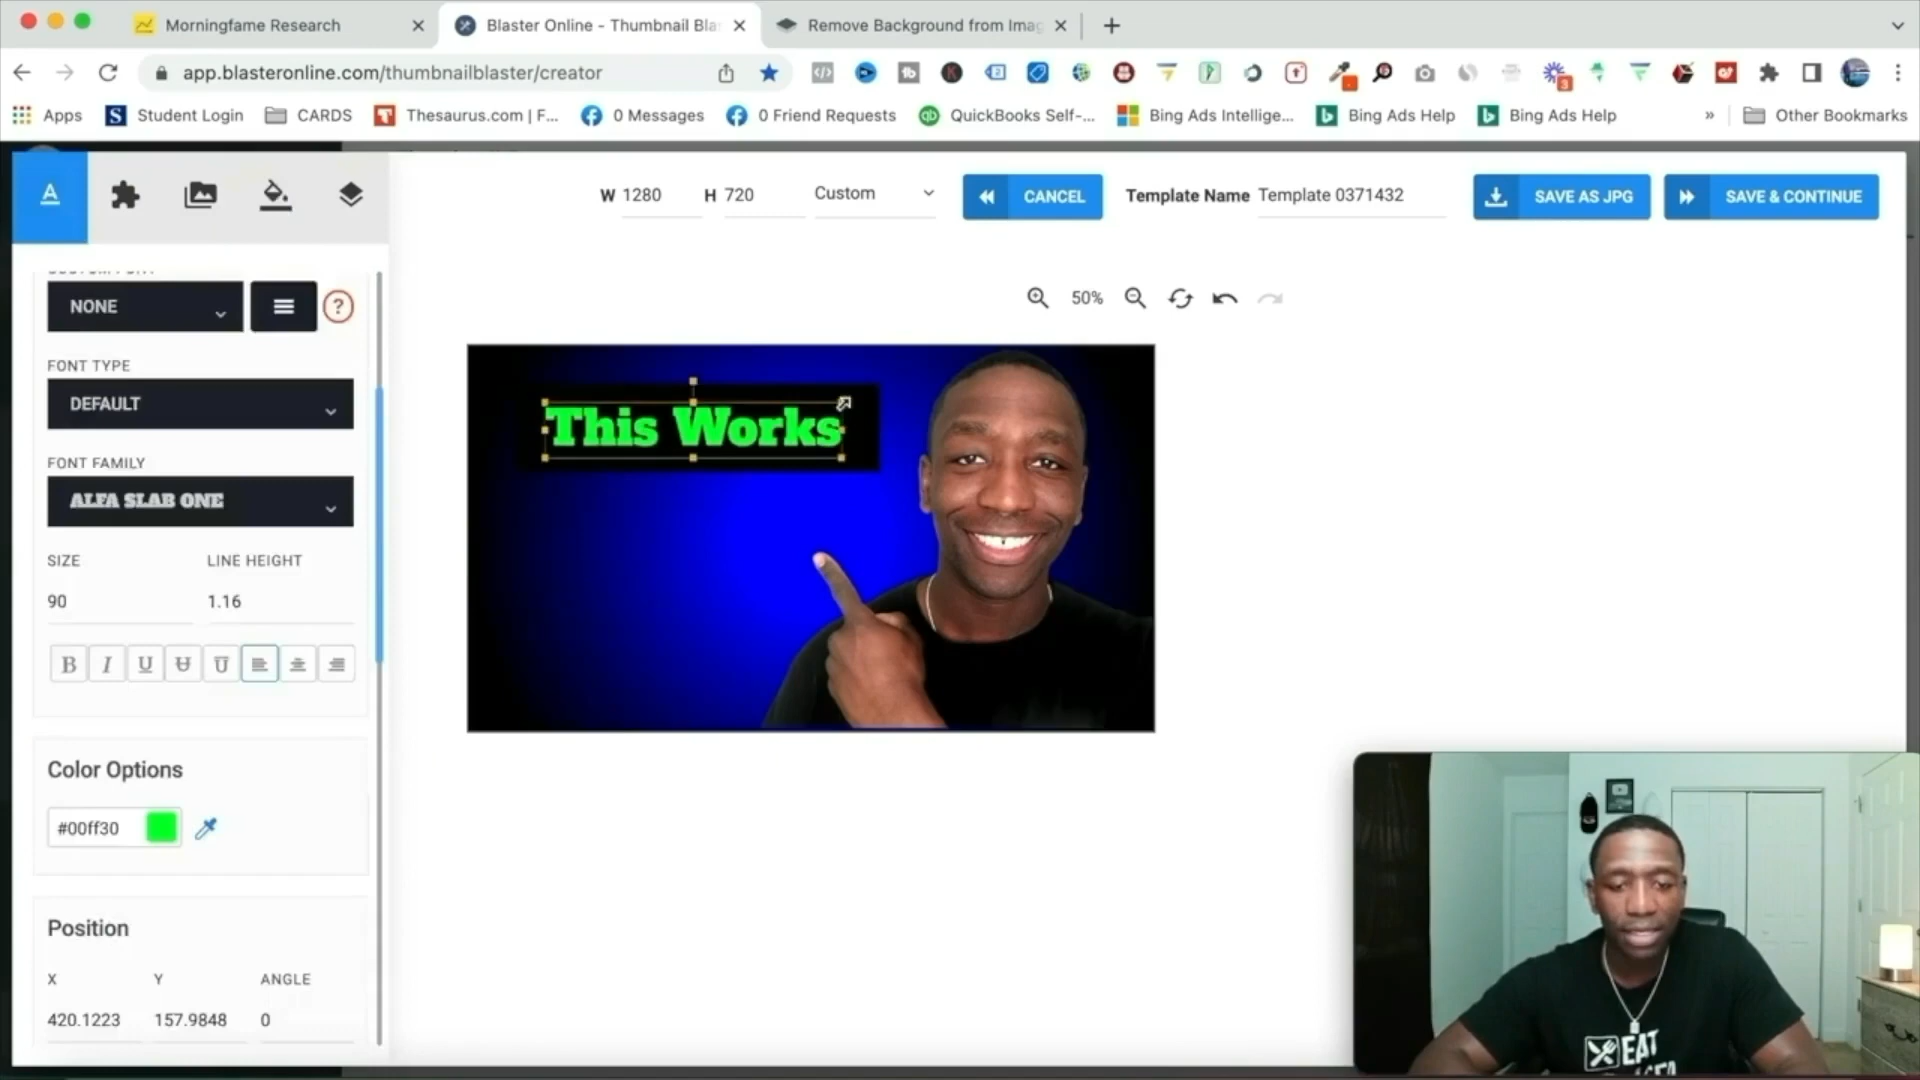 Morningfame Research
Blaster Online - Thumbnail Bla
Remove Background from Imag
app.blasteronline.com/thumbnailblaster/creator
Apps
Student Login
CARDS
Thesaurus.com | F...
0 Messages
0 Friend Requests
QuickBooks Self-...
Bing Ads Intellige...
Bing Ads Help
Bing Ads Help
»
Other Bookmarks
W 1280
H 720
Custom
CANCEL
Template Name Template 0371432
SAVE AS JPG
SAVE & CONTINUE
50%
NONE
?
FONT TYPE
DEFAULT
FONT FAMILY
ALFA SLAB ONE
SIZE
LINE HEIGHT
90
1.16
B I U U U
Color Options
#00ff30
Position
X
Y
ANGLE
420.1223
157.9848
0
This Works
EAT